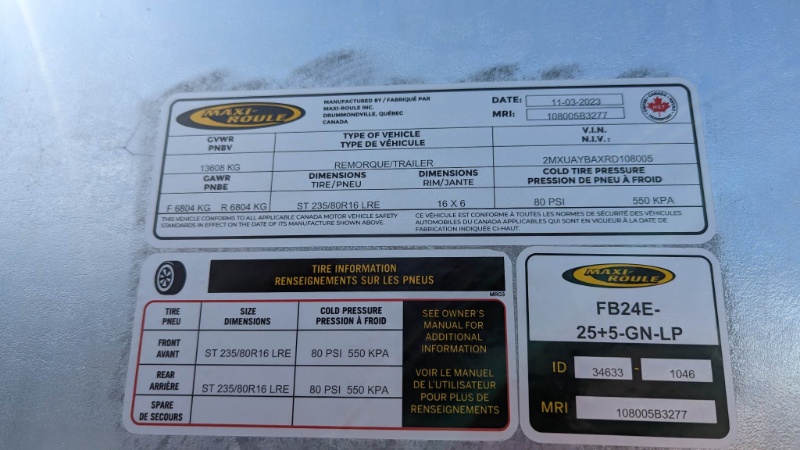 MAXI-ROULE
MANUFACTURED BY / FABRIQUÉ PAR
MAXI-ROULE INC.
DRUMMONDVILLE, QUÉBEC
CANADA
DATE: 11-03-2023
MRI: 108005B3277
GVWR
PNBV
TYPE OF VEHICLE
TYPE DE VÉHICULE
V.I.N.
N.I.V.:
13608 KG REMORQUE/TRAILER 2MXUAYBAXRD108005
GAWR
PNBE
DIMENSIONS
TIRE/PNEU
DIMENSIONS
RIM/JANTE
COLD TIRE PRESSURE
PRESSION DE PNEU À FROID
F 6804 KG R 6804 KG ST 235/80R16 LRE 16 X 6 80 PSI 550 KPA
THIS VEHICLE CONFORMS TO ALL APPLICABLE CANADA MOTOR VEHICLE SAFETY
STANDARDS IN EFFECT ON THE DATE OF ITS MANUFACTURE SHOWN ABOVE.
CE VÉHICULE EST CONFORME À TOUTES LES NORMES DE SÉCURITÉ DES VÉHICULES
AUTOMOBILES DU CANADA APPLICABLES QUI SONT EN VIGUEUR À LA DATE DE
FABRICATION INDIQUÉE CI-HAUT.
TIRE INFORMATION
RENSEIGNEMENTS SUR LES PNEUS
MR03
TIRE
PNEU
SIZE
DIMENSIONS
COLD PRESSURE
PRESSION À FROID
FRONT
AVANT
ST 235/80R16 LRE 80 PSI 550 KPA
REAR
ARRIÈRE
ST 235/80R16 LRE 80 PSI 550 KPA
SPARE
DE SECOURS
SEE OWNER'S
MANUAL FOR
ADDITIONAL
INFORMATION
VOIR LE MANUEL
DE L'UTILISATEUR
POUR PLUS DE
RENSEIGNEMENTS
MAXI-ROULE
FB24E-
25+5-GN-LP
ID 34633 - 1046
MRI 108005B3277